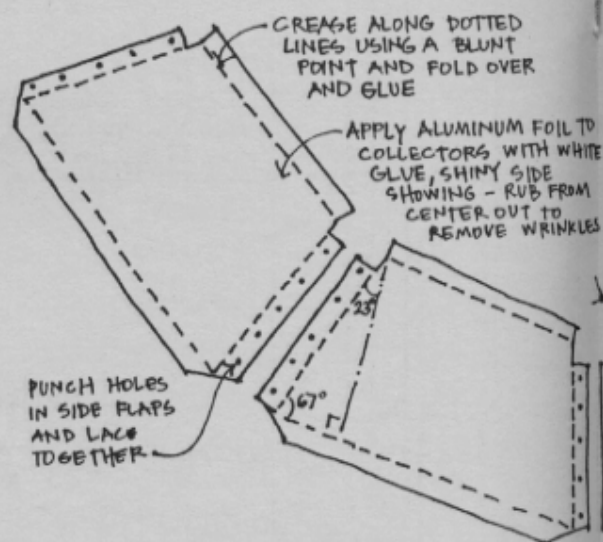 CREASE ALONG DOTTED
LINES USING A BLUNT
POINT AND FOLD OVER
AND GLUE
APPLY ALUMINUM FOIL TO
COLLECTORS WITH WHITE
GLUE, SHINY SIDE
SHOWING - RUB FROM
CENTER OUT TO
REMOVE WRINKLES
23°
67°
PUNCH HOLES
IN SIDE FLAPS
AND LACE
TOGETHER